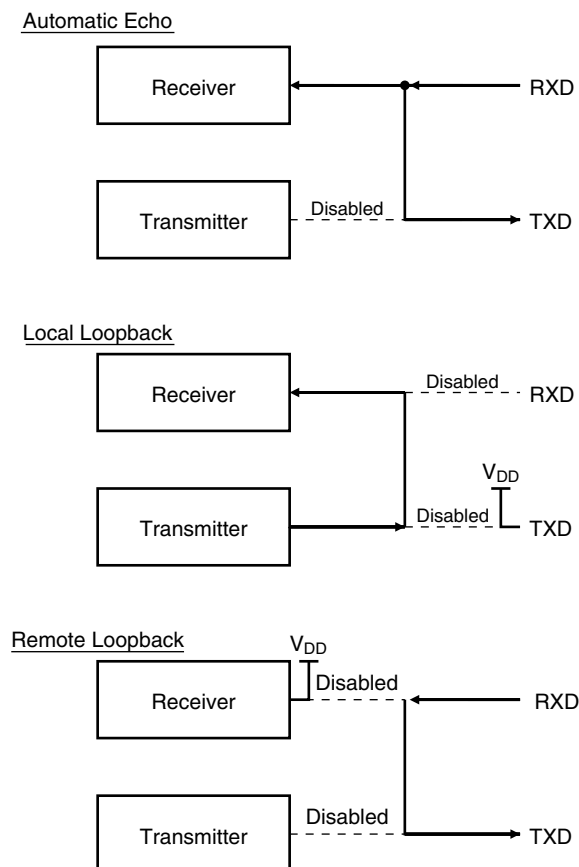 Automatic Echo
Receiver
RXD
Transmitter
Disabled
TXD
Local Loopback
Receiver
Disabled
RXD
VDD
Transmitter
Disabled
TXD
Remote Loopback
VDD
Receiver
Disabled
RXD
Transmitter
Disabled
TXD